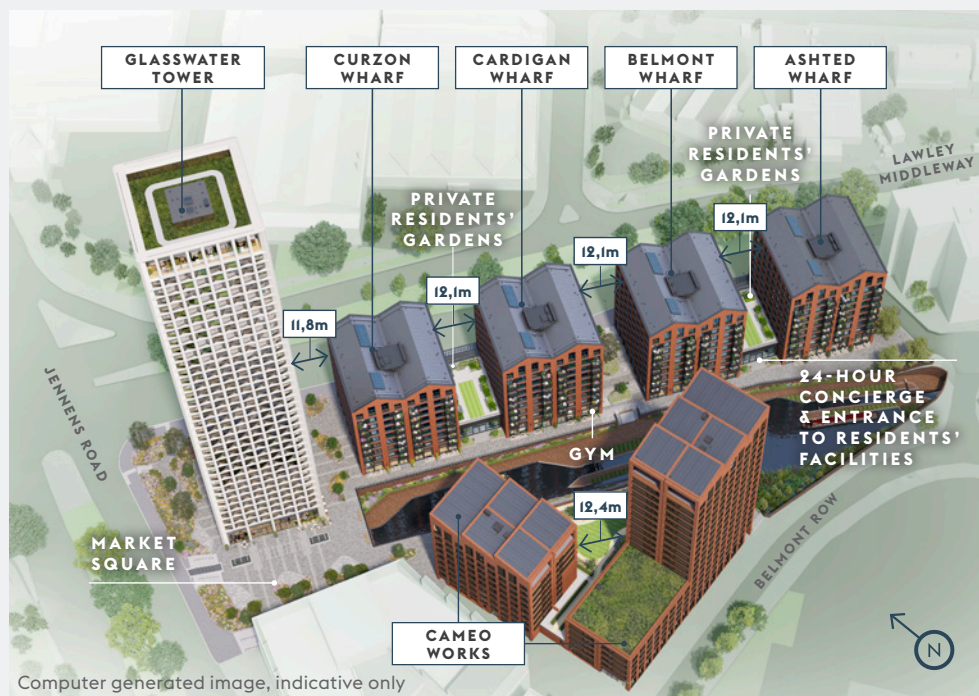 GLASSWATER
TOWER
CURZON
WHARF
CARDIGAN
WHARF
BELMONT
WHARF
ASHTED
WHARF
PRIVATE
RESIDENTS'
GARDENS
LAWLEY
MIDDLEWAY
PRIVATE
RESIDENTS'
GARDENS
12,1m
12,1m
12,1m
11,8m
JENNENS ROAD
24-HOUR
CONCIERGE
& ENTRANCE
TO RESIDENTS'
FACILITIES
GYM
12,4m
BELMONT ROW
MARKET
SQUARE
CAMEO
WORKS
N
Computer generated image, indicative only